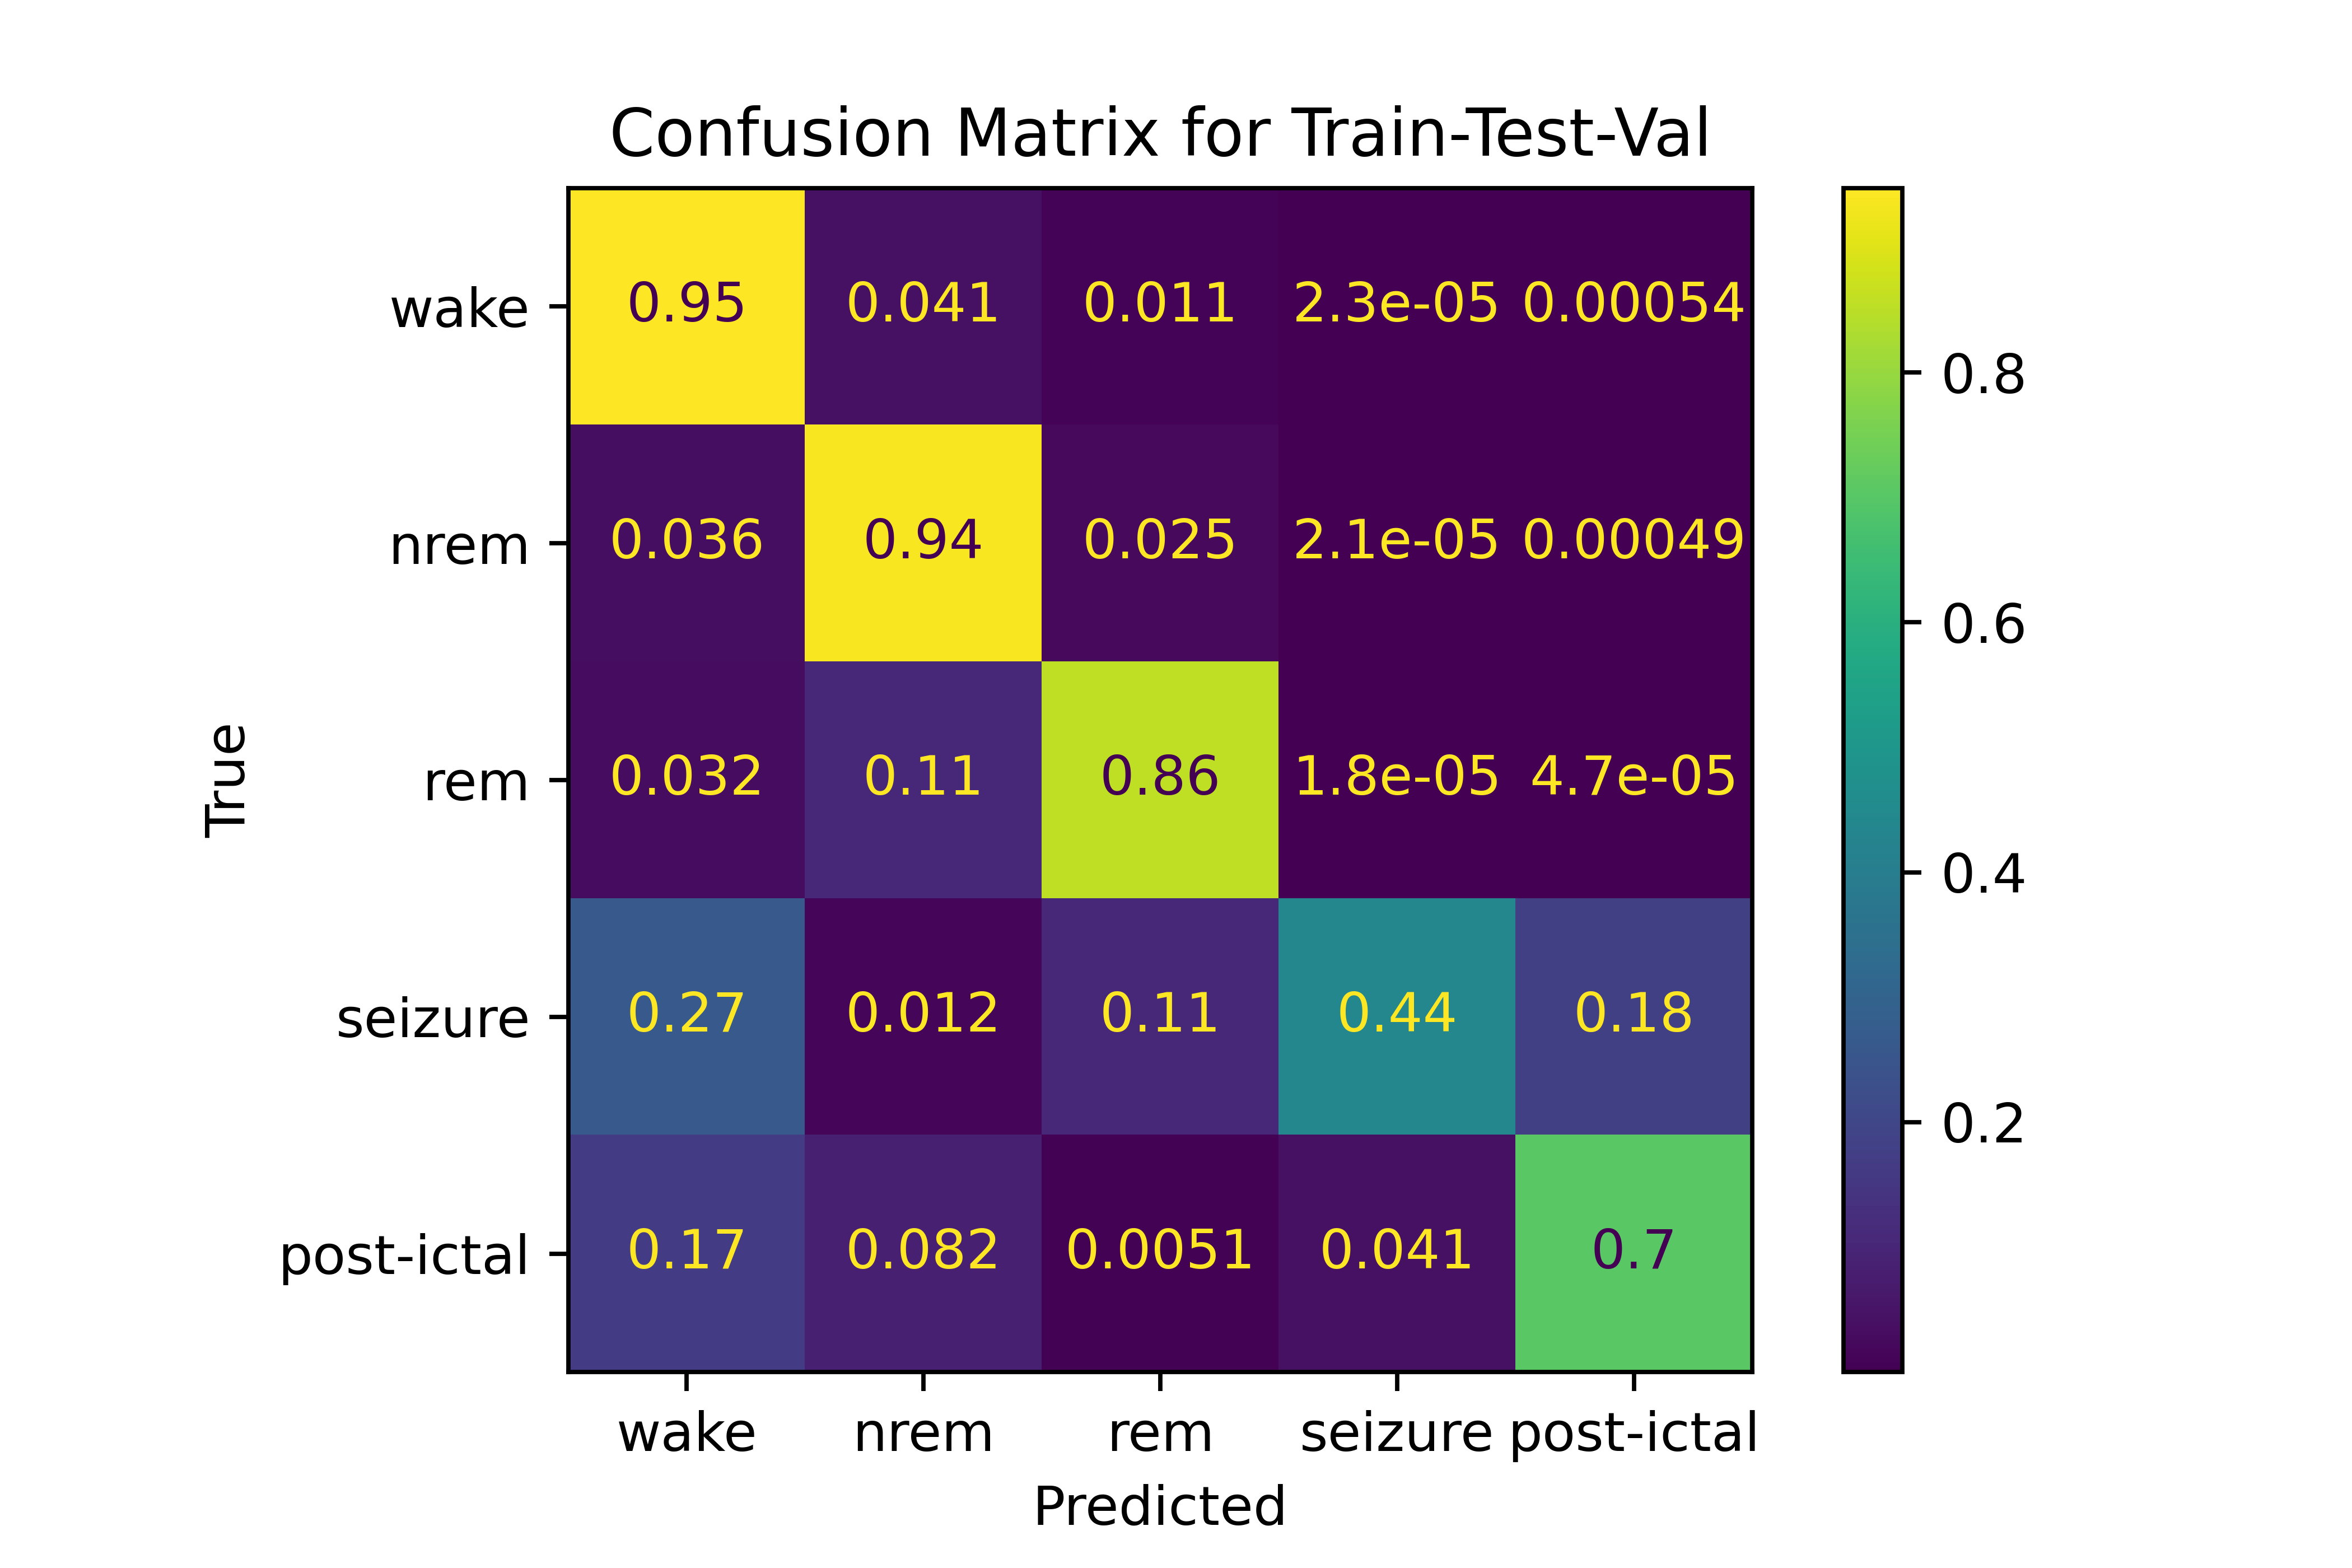 Confusion Matrix for Train-Test-Val
True
wake 0.95 0.041 0.011 2.3e-05 0.00054
nrem 0.036 0.94 0.025 2.1e-05 0.00049
rem 0.032 0.11 0.86 1.8e-05 4.7e-05
seizure 0.27 0.012 0.11 0.44 0.18
post-ictal 0.17 0.082 0.0051 0.041 0.7
wake nrem rem seizure post-ictal
Predicted
0.8
0.6
0.4
0.2